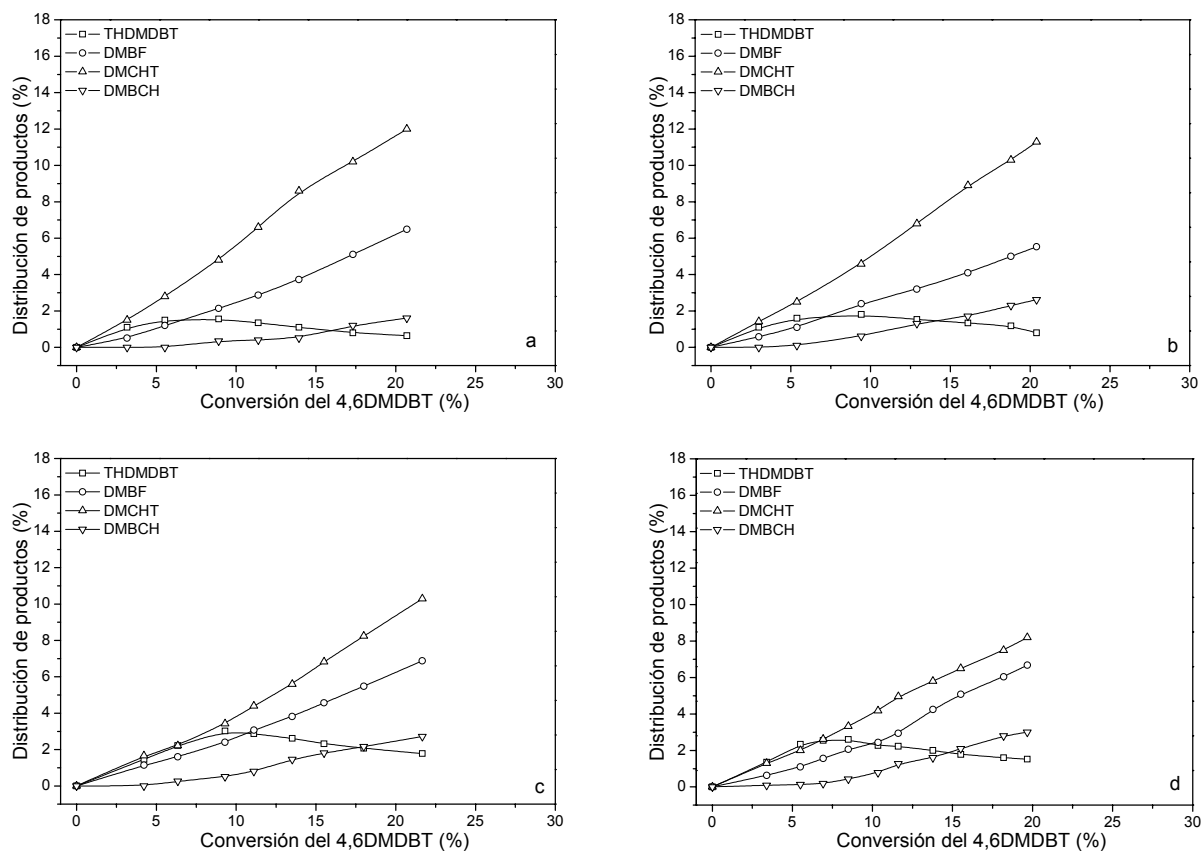 18
16
14
12
10
8
6
4
2
0
Distribución de productos (%)
THDMDBT
DMBF
DMCHT
DMBCH
a
0 5 10 15 20 25 30
Conversión del 4,6DMDBT (%)
18
16
14
12
10
8
6
4
2
0
Distribución de productos (%)
THDMDBT
DMBF
DMCHT
DMBCH
b
0 5 10 15 20 25 30
Conversión del 4,6DMDBT (%)
18
16
14
12
10
8
6
4
2
0
Distribución de productos (%)
THDMDBT
DMBF
DMCHT
DMBCH
c
0 5 10 15 20 25 30
Conversión del 4,6DMDBT (%)
18
16
14
12
10
8
6
4
2
0
Distribución de productos (%)
THDMDBT
DMBF
DMCHT
DMBCH
d
0 5 10 15 20 25 30
Conversión del 4,6DMDBT (%)